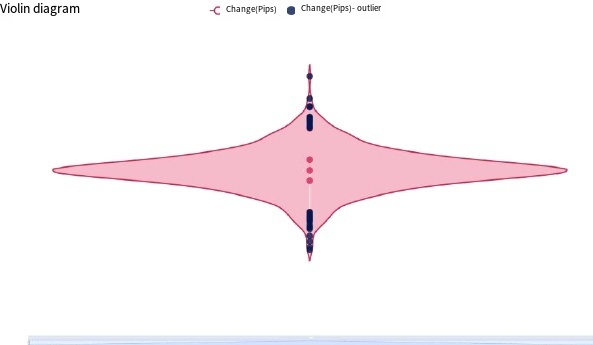 Violin diagram
Change(Pips)
Change(Pips)- outlier